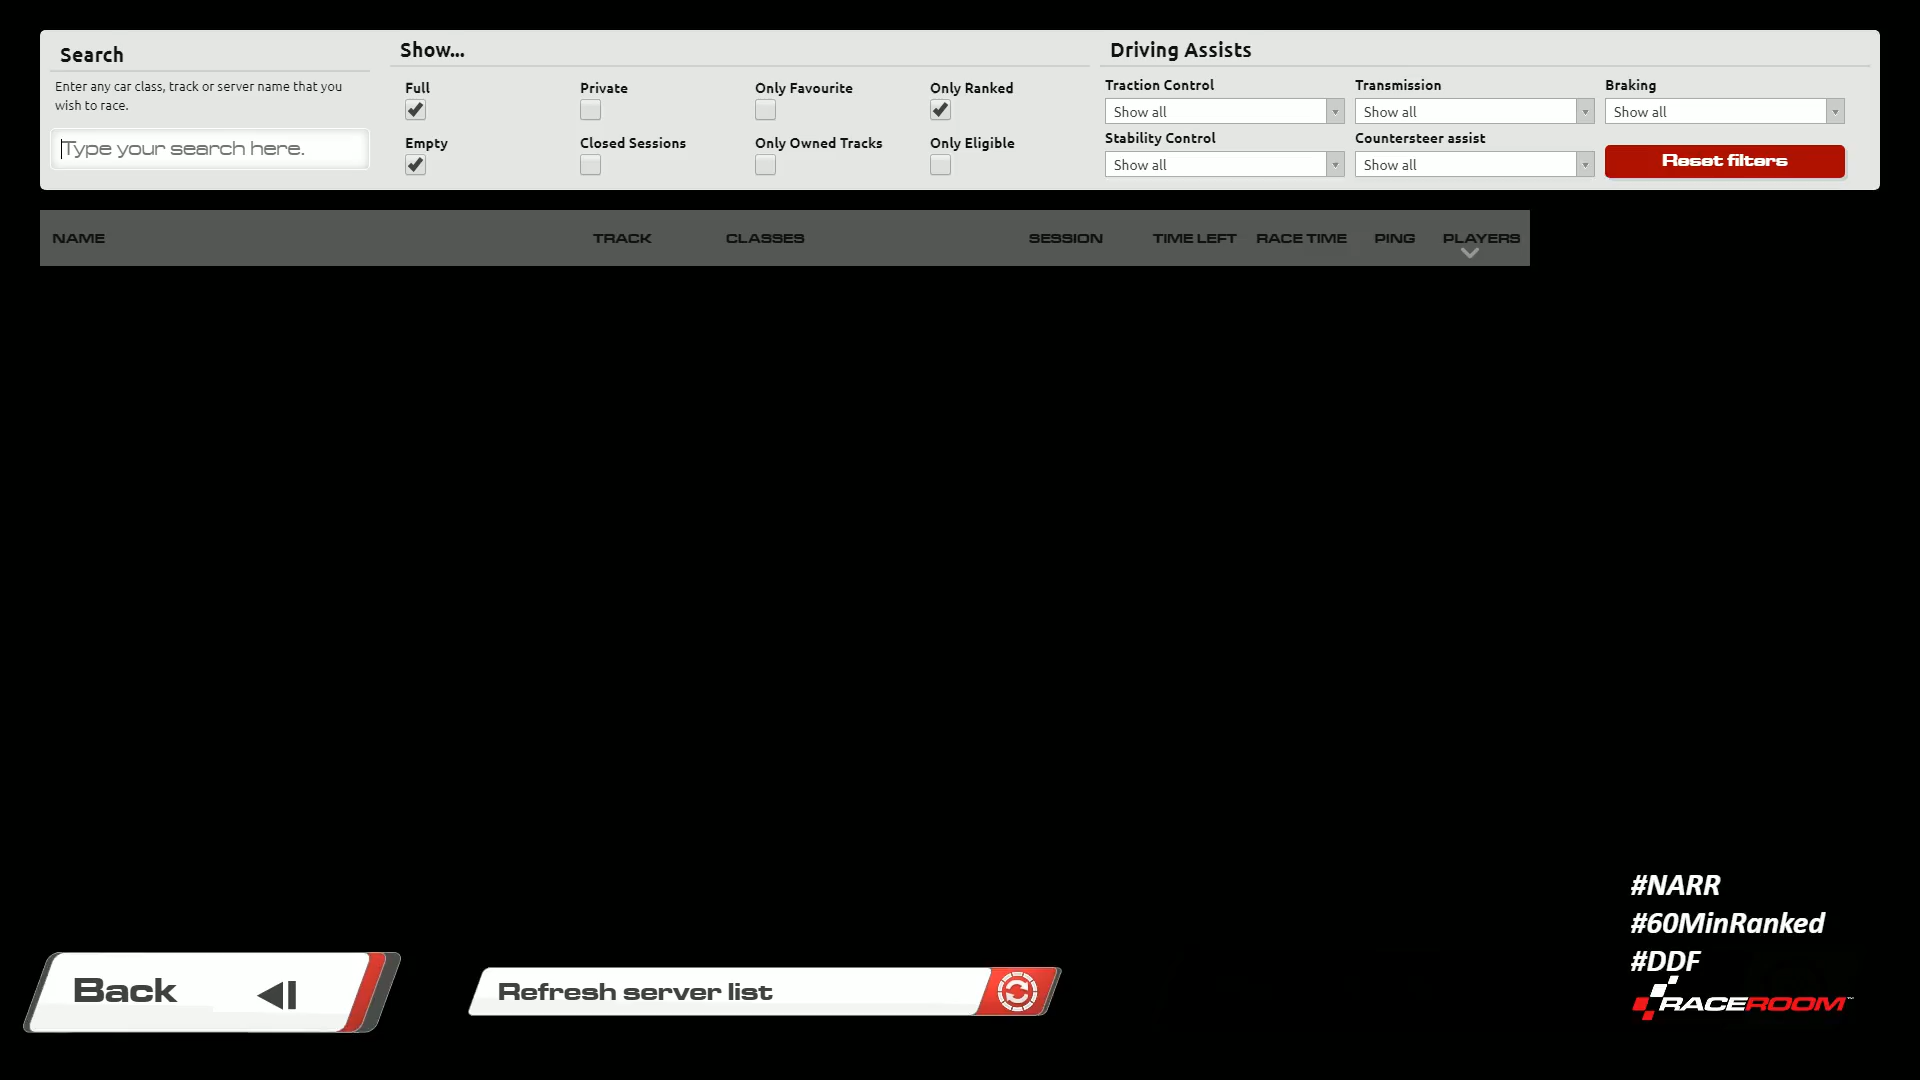 Search
Enter any car class, track or server name that you
wish to race.
Type your search here.
Show...
Full
Private
Only Favourite
Only Ranked
Empty
Closed Sessions
Only Owned Tracks
Only Eligible
Driving Assists
Traction Control
Transmission
Braking
Show all
Show all
Show all
Stability Control
Countersteer assist
Show all
Show all
Reset filters
NAME TRACK CLASSES SESSION TIME LEFT RACE TIME PING PLAYERS
#NARR
#60MinRanked
#DDF
RACEROOM™
Back
Refresh server list